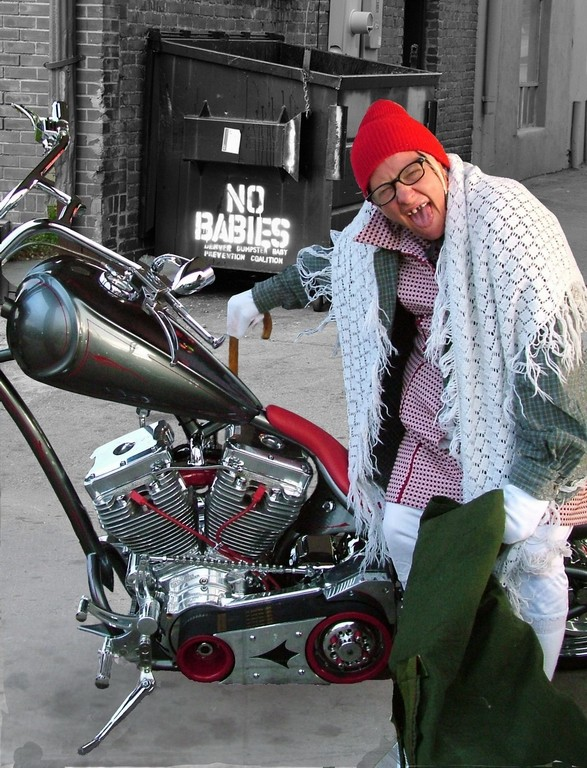 NO
BABIES
DENVER DUMPSTER BABY
PREVENTION COALITION